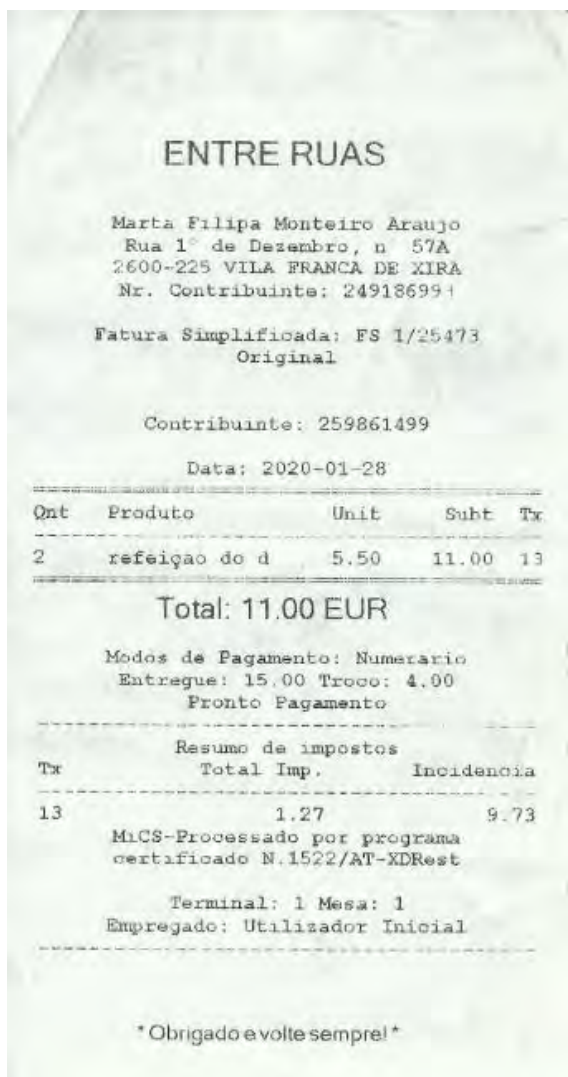 ENTRE RUAS
Marta Filipa Monteiro Araujo
Rua 1° de Dezembro, n 57A
2600-225 VILA FRANCA DE XIRA
Nr. Contribuinte:
Fatura Simplificada: FS 1/25473
Original
Contribuinte: 259861499
Data: 2020-01-28
Qnt Produto Unit Subt Tx
2 refeiçao do d 5.50 11.00 13
Total: 11.00 EUR
Modos de Pagamento: Numerario
Entregue: 15.00 Troco: 4.00
Pronto Pagamento
Resumo de impostos
Tx Total Imp. Incidencia
13 1.27 9.73
MiCS-Processado por programa
certificado N.1522/AT-XDRest
Terminal: 1 Mesa: 1
Empregado: Utilizador Inicial
* Obrigado e volte sempre! *